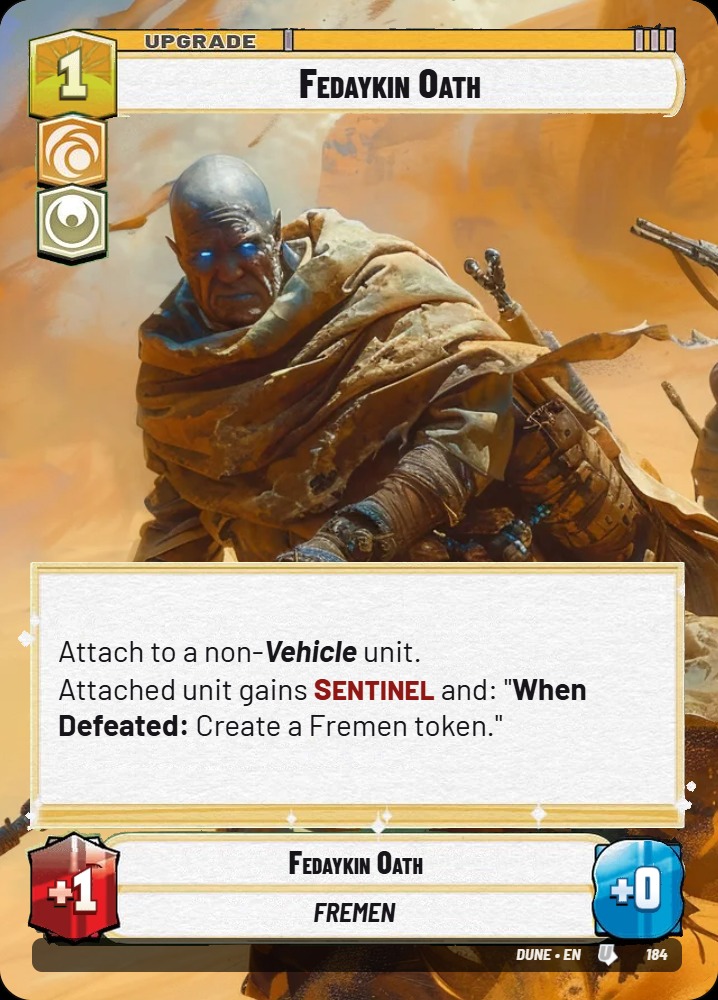 UPGRADE
1
Fedaykin Oath
Attach to a non-Vehicle unit.
Attached unit gains SENTINEL and: "When
Defeated: Create a Fremen token."
+1
Fedaykin Oath
+0
FREMEN
DUNE • EN U 184